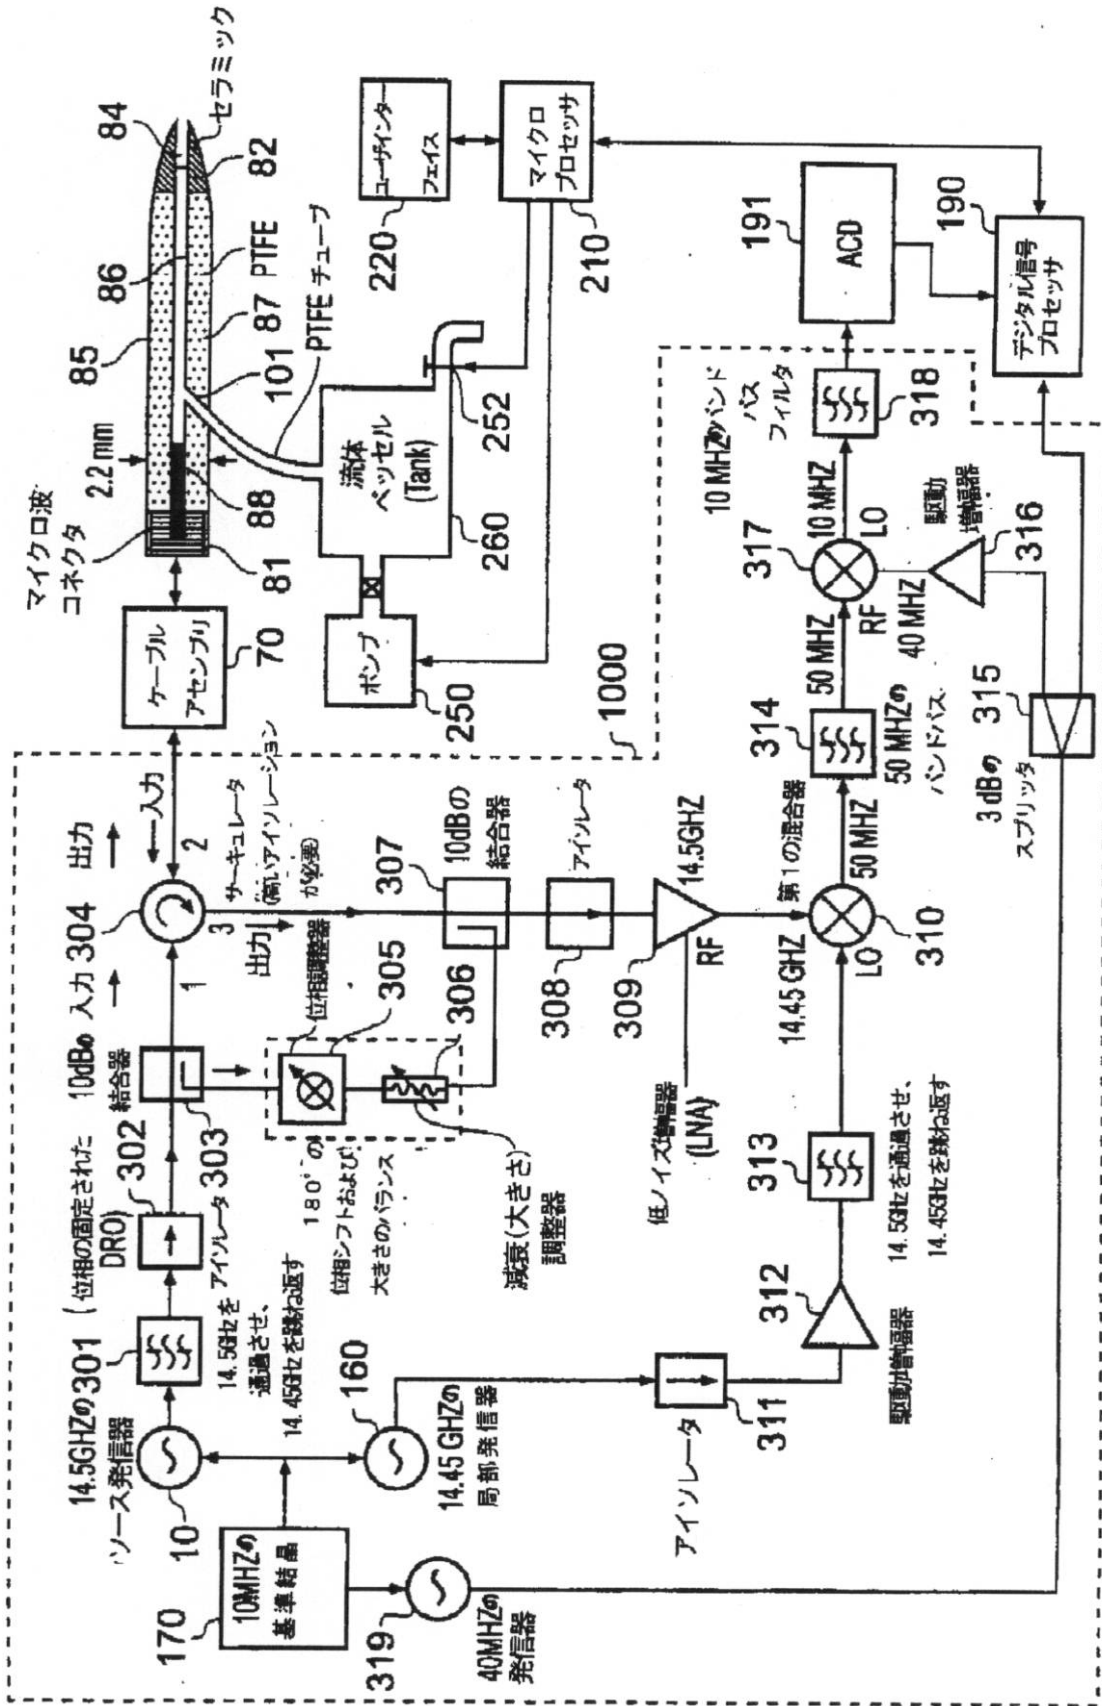 マイクロ波
コネクタ
2.2 mm
85
86
84
81
88
101
87
PTFE
82
セラミック
PTFE チューブ
ケーブル
アセンブリ
70
ポンプ
250
流体
ベッセル
(Tank)
260
252
220
ユーザインター
フェイス
マイクロ
プロセッサ
210
1000
14.5GHZの
ソース発信器
10
301
(位相の固定された
DRO)
302
アイソレータ
14.5GHzを
通過させ、
14.45GHzを跳ね返す
10dBの
結合器
303
入力
1
304
出力
入力
2
3
出力
サーキュレータ
(高いアイソレーション
が必要)
位相調整器
305
306
180°の
位相シフトおよび
大きさのバランス
減衰(大きさ)
調整器
307
10dBの
結合器
308
アイソレータ
309
14.5GHZ
RF
低ノイズ増幅器
(LNA)
170
10MHZの
基準結晶
160
14.45 GHZの
局部発信器
319
40MHZの
発信器
アイソレータ
311
312
駆動増幅器
313
14.5GHzを通過させ、
14.45GHzを跳ね返す
14.45 GHZ
LO
第1の混合器
310
50 MHZ
314
50 MHZの
バンドパス
50 MHZ
317
RF
10 MHZ
LO
40 MHZ
駆動
増幅器
316
315
3 dBの
スプリッタ
10 MHZのバンド
パス
フィルタ
318
191
ACD
190
デジタル信号
プロセッサ